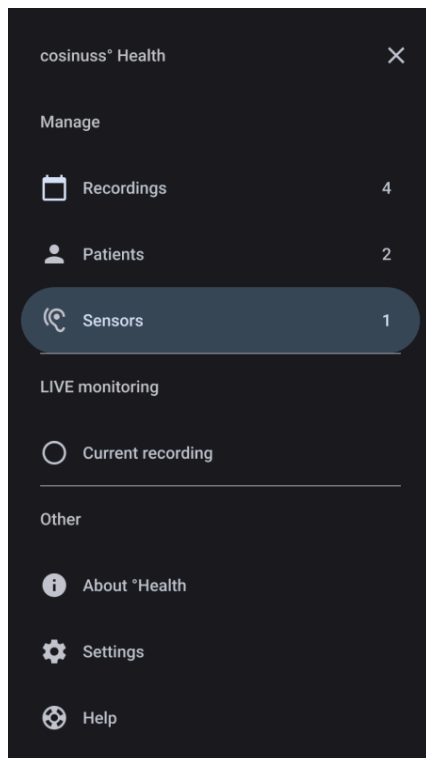 cosinuss° Health
Manage
Recordings 4
Patients 2
Sensors 1
LIVE monitoring
Current recording
Other
About °Health
Settings
Help